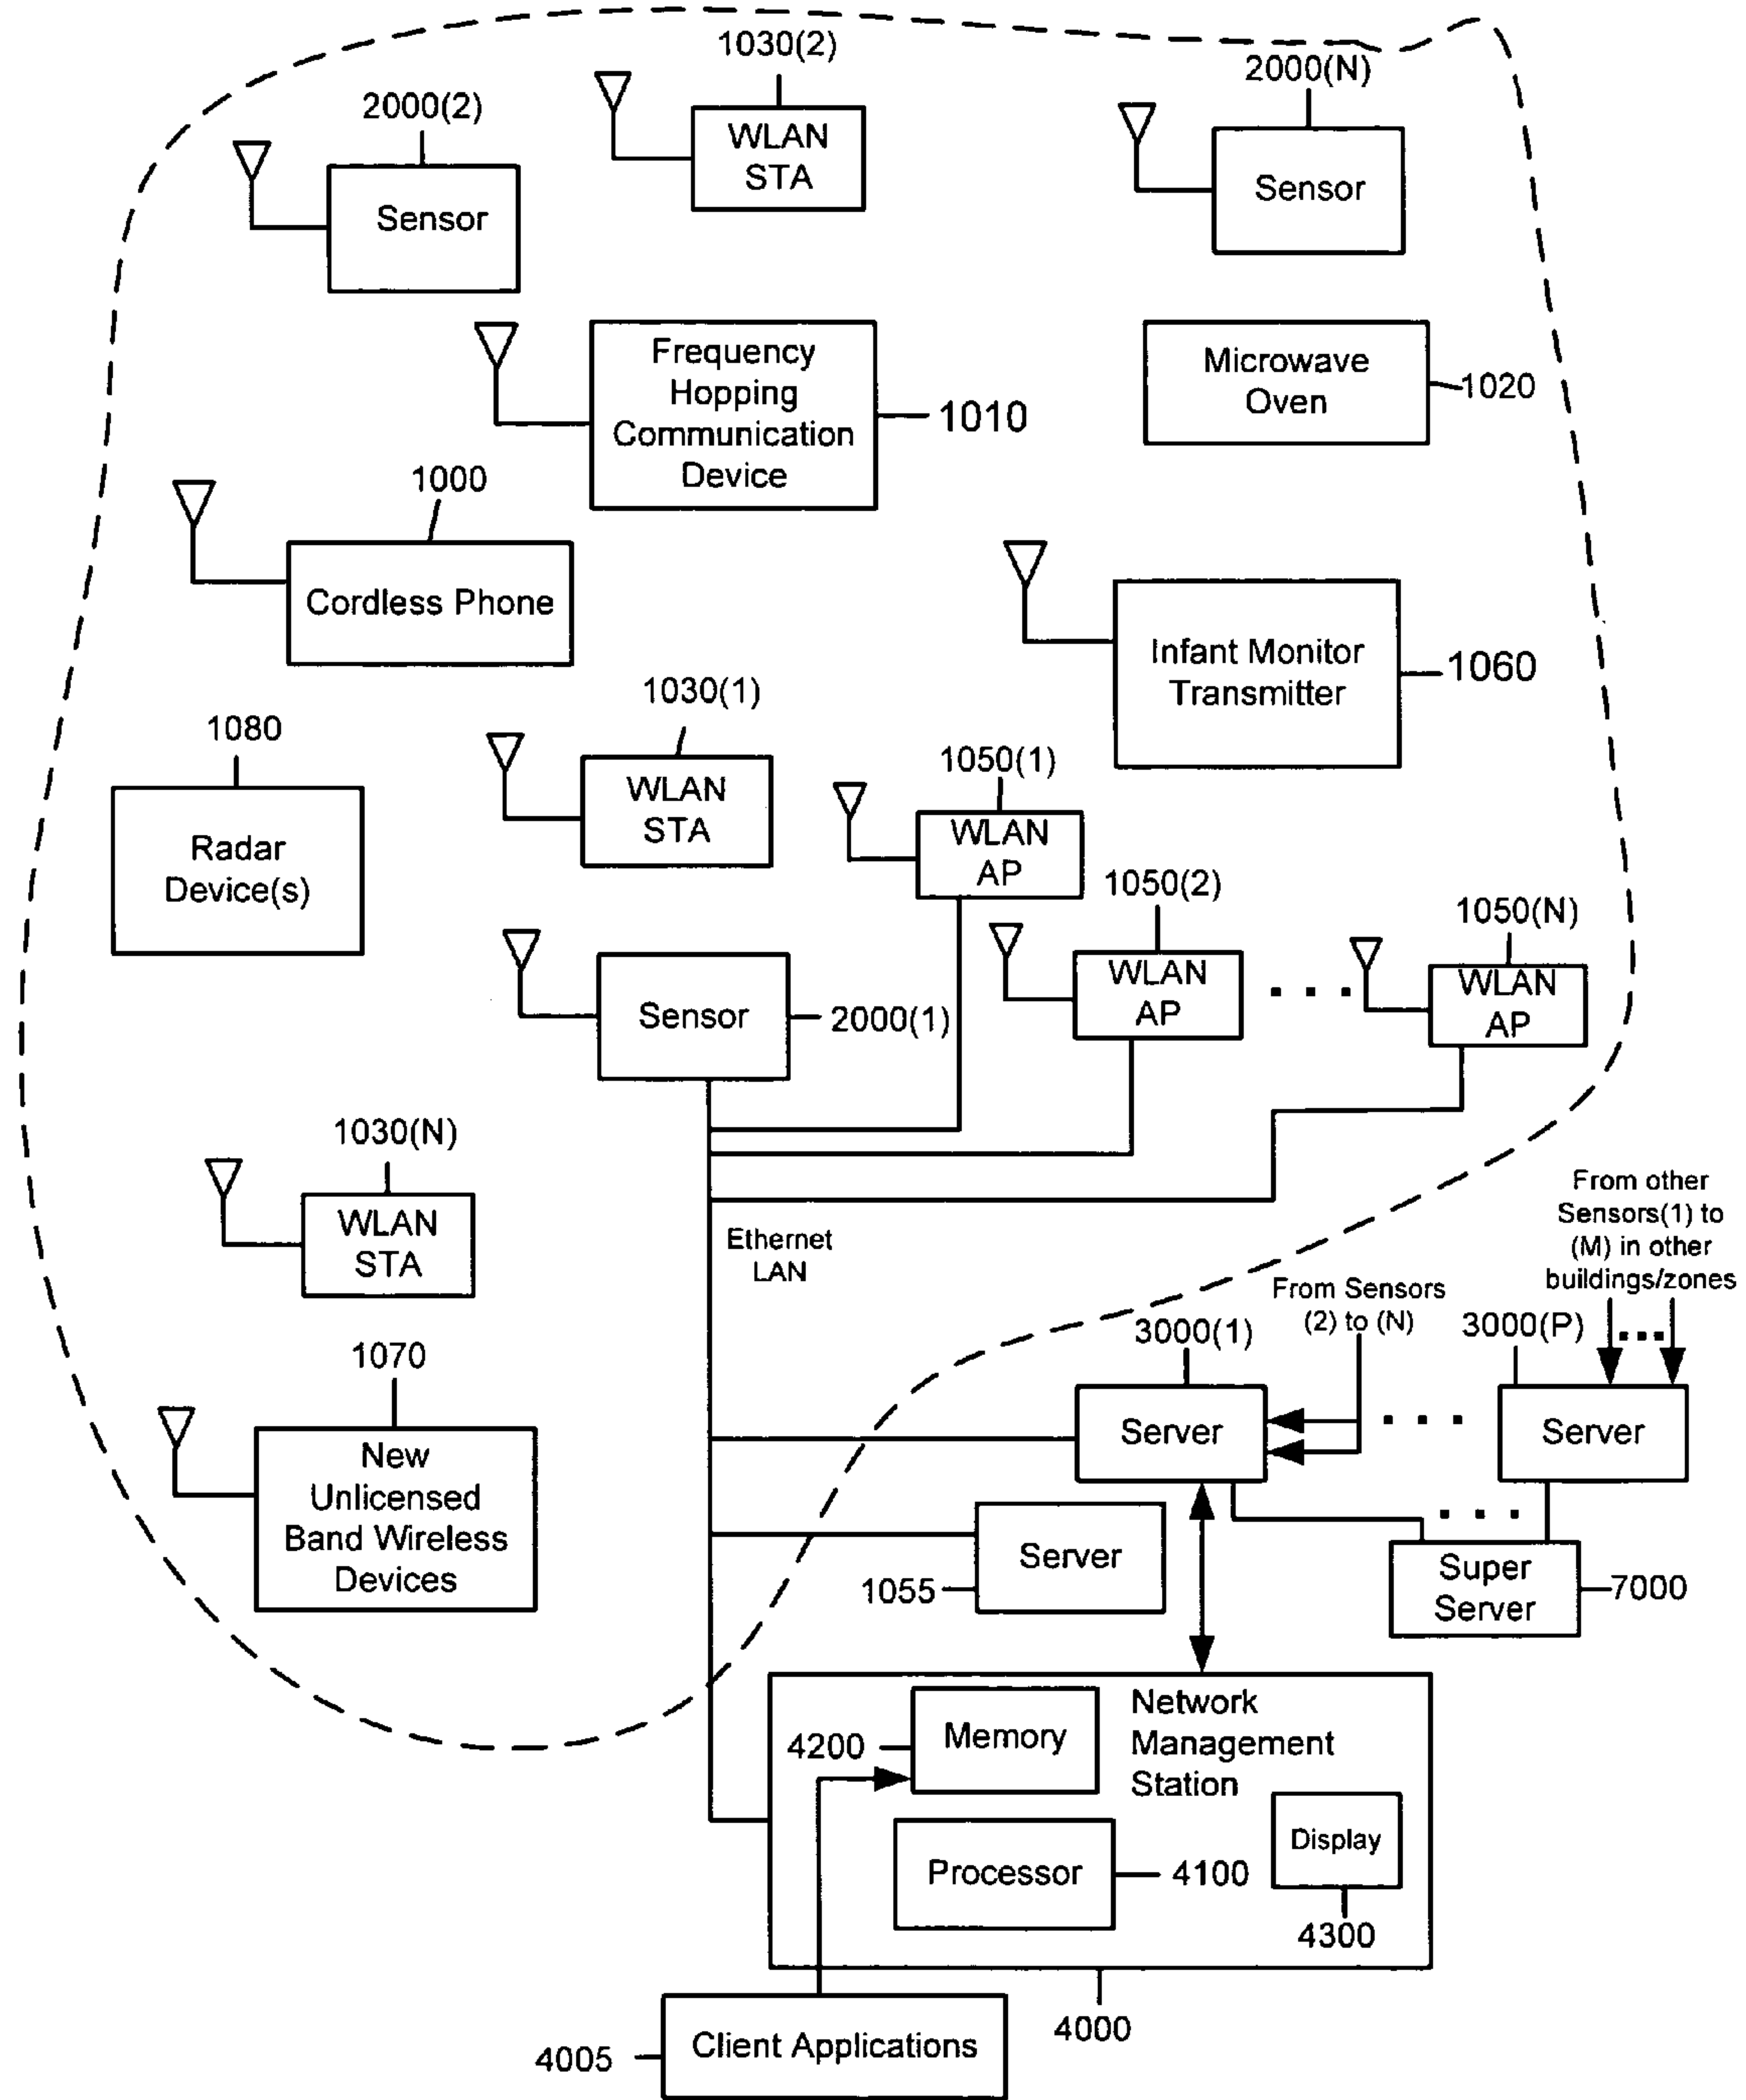 1030(2)
2000(N)
2000(2)
WLAN
STA
Sensor
Sensor
Frequency
Hopping
Communication
Device
1010
Microwave
Oven
1020
1000
Cordless Phone
Infant Monitor
Transmitter
1060
1030(1)
1080
WLAN
STA
1050(1)
Radar
Device(s)
WLAN
AP
1050(2)
1050(N)
WLAN
AP
. . .
WLAN
AP
Sensor
2000(1)
1030(N)
WLAN
STA
Ethernet
LAN
From other
Sensors(1) to
(M) in other
buildings/zones
From Sensors
(2) to (N)
3000(1)
3000(P)
...
1070
Server
. . .
Server
New
Unlicensed
Band Wireless
Devices
. . .
Server
1055
Super
Server
7000
Network
Management
Station
Memory
4200
Display
Processor
4100
4300
4000
Client Applications
4005